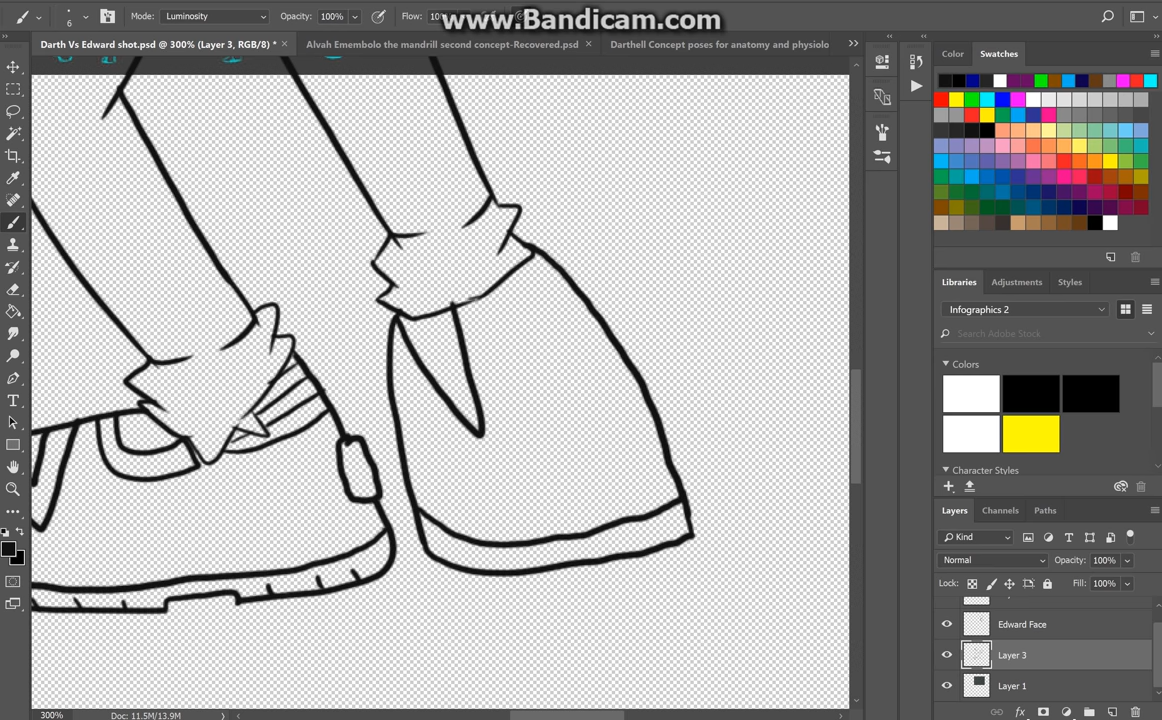 www.Bandicam.com
6
Mode: Luminosity
Opacity: 100%
Flow:
Darth Vs Edward shot.psd @ 300% (Layer 3, RGB/8) *
Alvah Emembolo the mandrill second concept-Recovered.psd
Darthell Concept poses for anatomy and physiolo
Color
Swatches
Libraries
Adjustments
Styles
Infographics 2
Search Adobe Stock
Colors
Character Styles
Layers
Channels
Paths
Kind
Normal
Opacity: 100%
Lock:
Fill: 100%
Edward Face
Layer 3
Layer 1
300%
Doc: 11.5M/13.9M